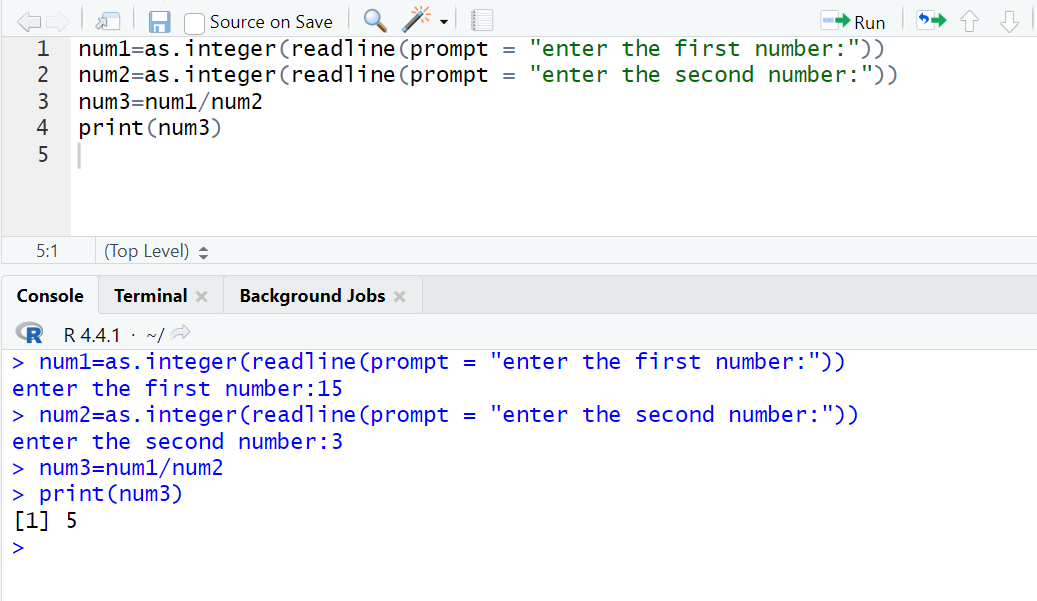 Source on Save
Run
1 num1=as.integer(readline(prompt = "enter the first number:"))
2 num2=as.integer(readline(prompt = "enter the second number:"))
3 num3=num1/num2
4 print(num3)
5
5:1 (Top Level)
Console Terminal Background Jobs
R R 4.4.1 · ~/
> num1=as.integer(readline(prompt = "enter the first number:"))
enter the first number:15
> num2=as.integer(readline(prompt = "enter the second number:"))
enter the second number:3
> num3=num1/num2
> print(num3)
[1] 5
>